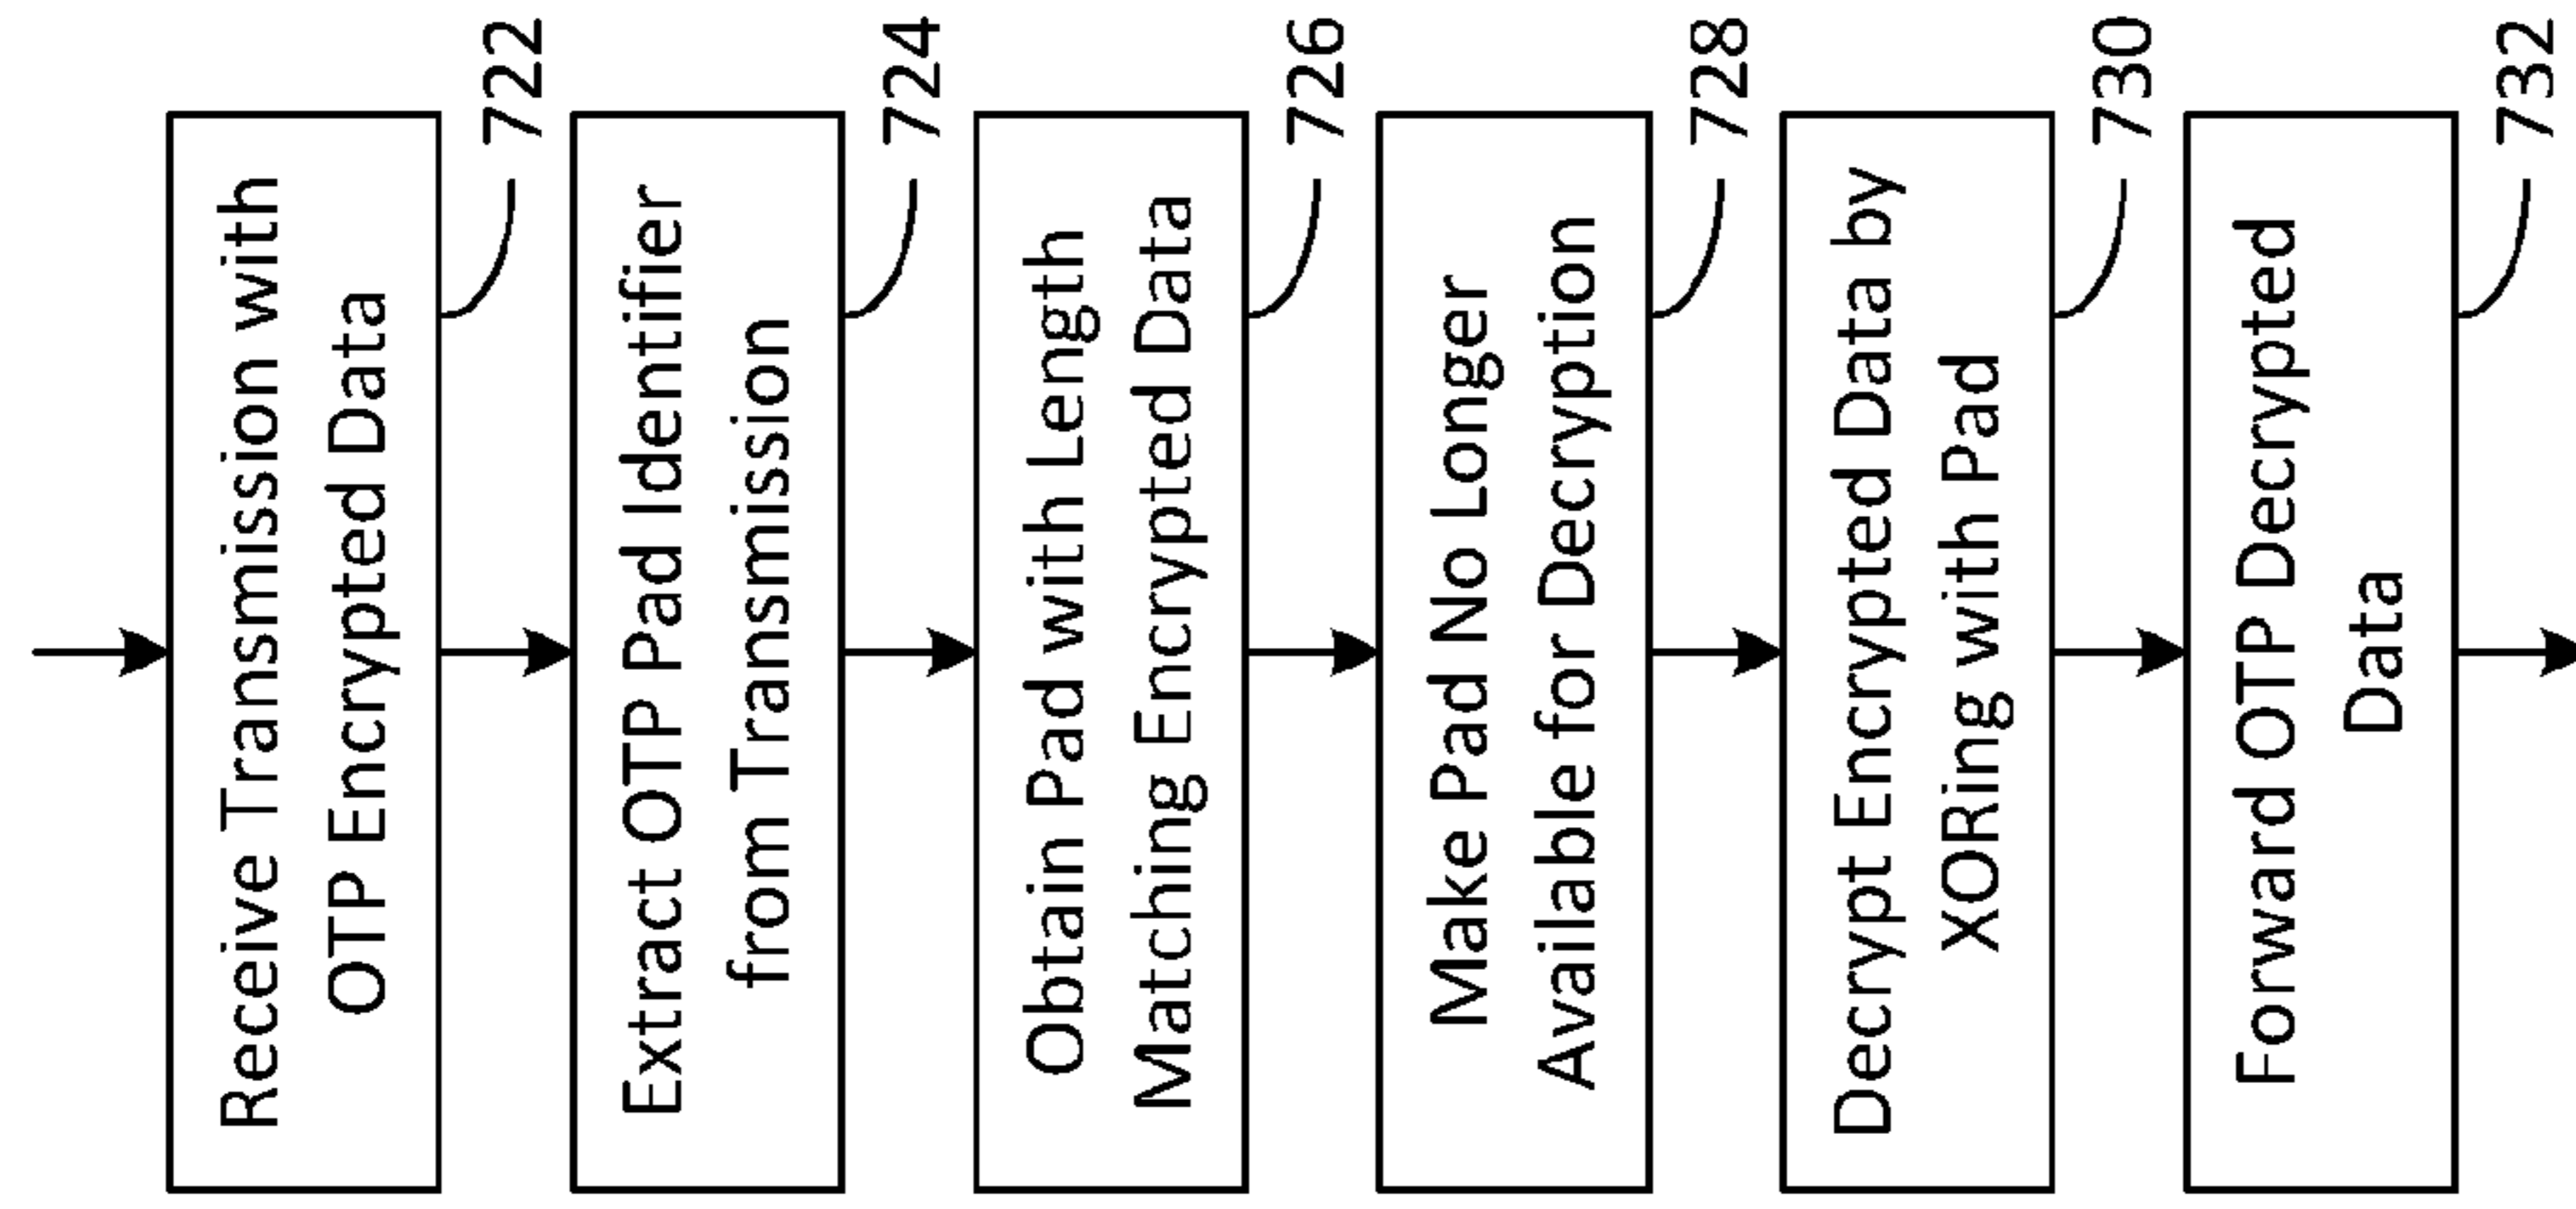 Receive Transmission with
OTP Encrypted Data
722
Extract OTP Pad Identifier
from Transmission
724
Obtain Pad with Length
Matching Encrypted Data
726
Make Pad No Longer
Available for Decryption
728
Decrypt Encrypted Data by
XORing with Pad
730
Forward OTP Decrypted
Data
732